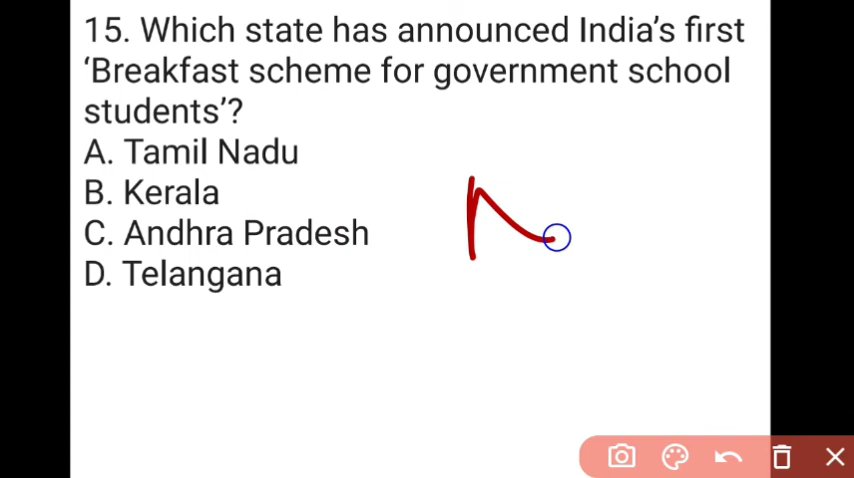 15. Which state has announced India’s first
‘Breakfast scheme for government school
students’?
A. Tamil Nadu
B. Kerala
C. Andhra Pradesh
D. Telangana